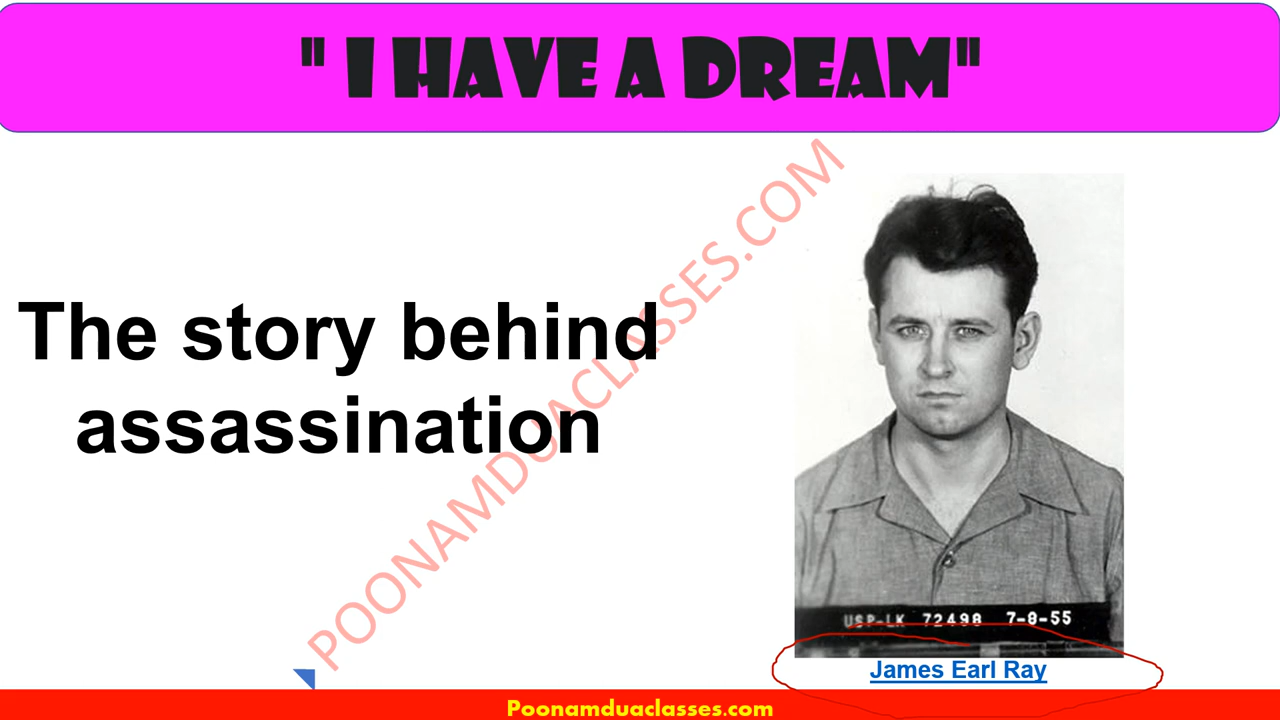 " I HAVE A DREAM"
The story behind
assassination
POONAMDUACLASSES.COM
USP-LK 72498 7-8-55
James Earl Ray
Poonamduaclasses.com